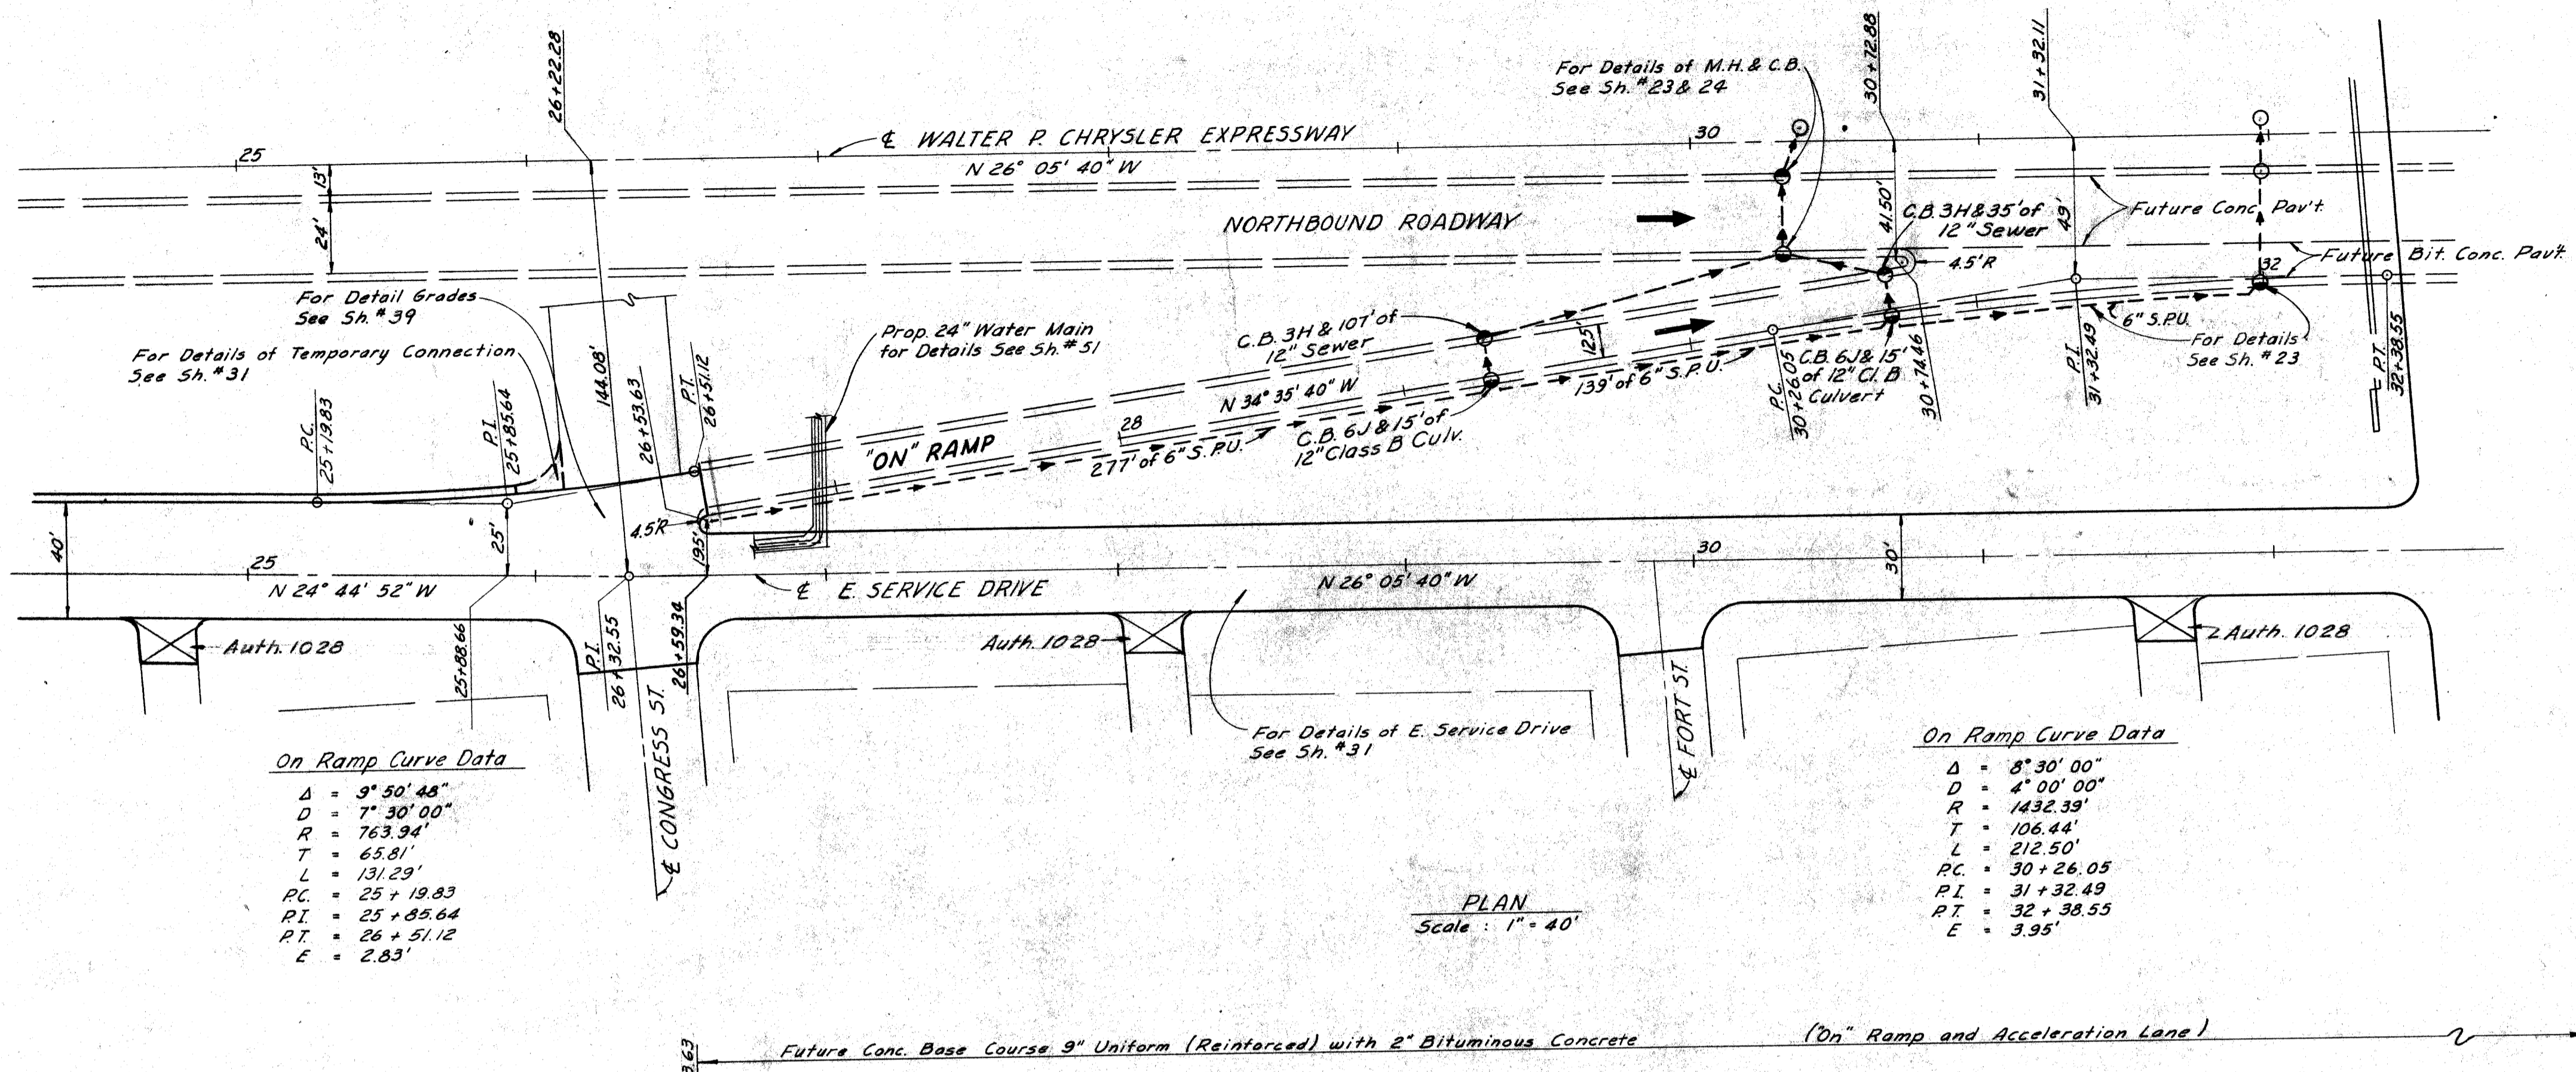 26+22.28
For Details of M.H. & C.B.
See Sh. #23 & 24
30+72.88
31+32.11
25
℄ WALTER P. CHRYSLER EXPRESSWAY
30
N 26° 05' 40" W
13'
24'
NORTHBOUND ROADWAY
41.50'
C.B. 3H & 35' of
12" Sewer
4.5'R
49'
Future Conc. Pav't.
32
Future Bit. Conc. Pav't.
For Detail Grades
See Sh. #39
For Details of Temporary Connection
See Sh. #31
144.08'
Prop. 24" Water Main
for Details See Sh. #51
C.B. 3H & 107' of
12" Sewer
12.5'
6" S.P.U.
For Details
See Sh. #23
P.C.
25+19.83
P.I.
25+85.64
26+53.63
P.T.
26+51.12
N 34° 35' 40" W
28
"ON" RAMP
277' of 6" S.P.U.
C.B. 6J & 15' of
12" Class B Culv.
139' of 6" S.P.U.
P.C.
30+26.05
C.B. 6J & 15'
of 12" Cl. B
Culvert
30+74.46
P.I.
31+32.49
P.T.
32+38.55
40'
25'
4.5'R
19.5'
25
N 24° 44' 52" W
℄ E. SERVICE DRIVE
N 26° 05' 40" W
30
30'
Auth. 1028
25+88.66
P.I.
26+32.55
26+59.34
Auth. 1028
Auth. 1028
℄ CONGRESS ST.
For Details of E. Service Drive
See Sh. #31
℄ FORT ST.
On Ramp Curve Data
Δ = 9° 50' 48"
D = 7° 30' 00"
R = 763.94'
T = 65.81'
L = 131.29'
P.C. = 25 + 19.83
P.I. = 25 + 85.64
P.T. = 26 + 51.12
E = 2.83'
On Ramp Curve Data
Δ = 8° 30' 00"
D = 4° 00' 00"
R = 1432.39'
T = 106.44'
L = 212.50'
P.C. = 30 + 26.05
P.I. = 31 + 32.49
P.T. = 32 + 38.55
E = 3.95'
PLAN
Scale : 1" = 40'
3.63
Future Conc. Base Course 9" Uniform (Reinforced) with 2" Bituminous Concrete ("On" Ramp and Acceleration Lane)